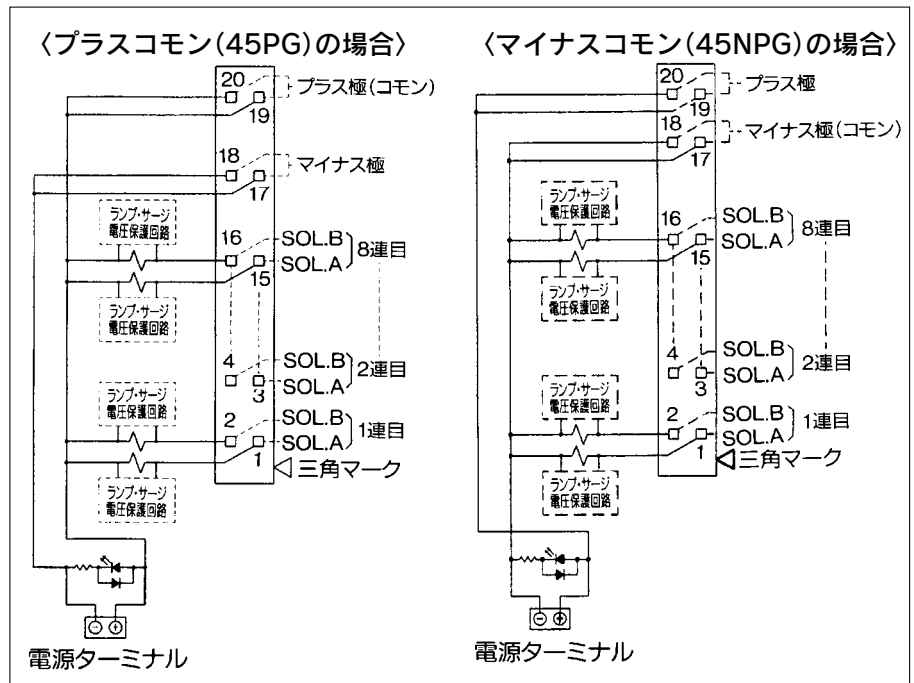 〈プラスコモン(45PG)の場合〉
20
プラス極(コモン)
19
18
マイナス極
17
ランプ・サージ
電圧保護回路
16
SOL.B
8連目
SOL.A
15
ランプ・サージ
電圧保護回路
4
SOL.B
2連目
SOL.A
3
ランプ・サージ
電圧保護回路
2
SOL.B
1連目
SOL.A
1
三角マーク
ランプ・サージ
電圧保護回路
⊖⊕
電源ターミナル
〈マイナスコモン(45NPG)の場合〉
20
プラス極
19
18
マイナス極(コモン)
17
ランプ・サージ
電圧保護回路
16
SOL.B
8連目
SOL.A
15
ランプ・サージ
電圧保護回路
4
SOL.B
2連目
SOL.A
3
ランプ・サージ
電圧保護回路
2
SOL.B
1連目
SOL.A
1
三角マーク
ランプ・サージ
電圧保護回路
⊖⊕
電源ターミナル